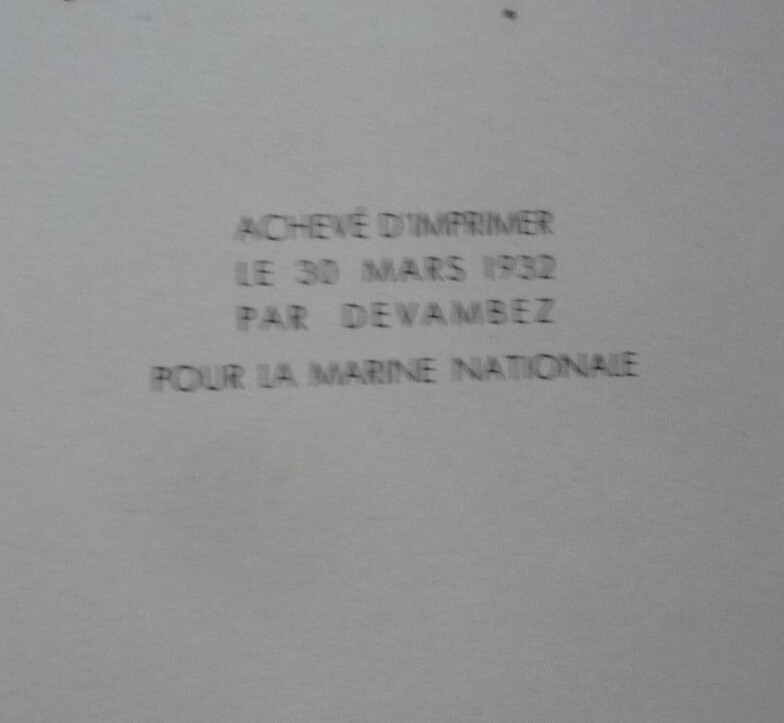 ACHEVÉ D'IMPRIMER
LE 30 MARS 1932
PAR DEVAMBEZ
POUR LA MARINE NATIONALE